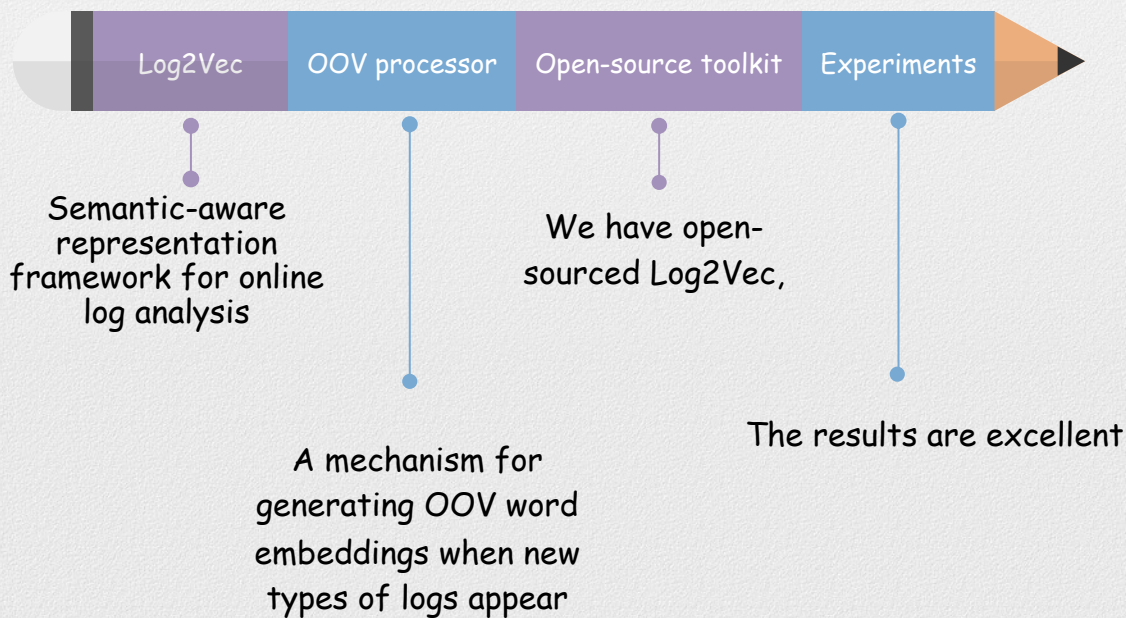 Log2Vec
OOV processor
Open-source toolkit
Experiments
Semantic-aware
representation
framework for online
log analysis
A mechanism for
generating OOV word
embeddings when new
types of logs appear
We have open-
sourced Log2Vec,
The results are excellent